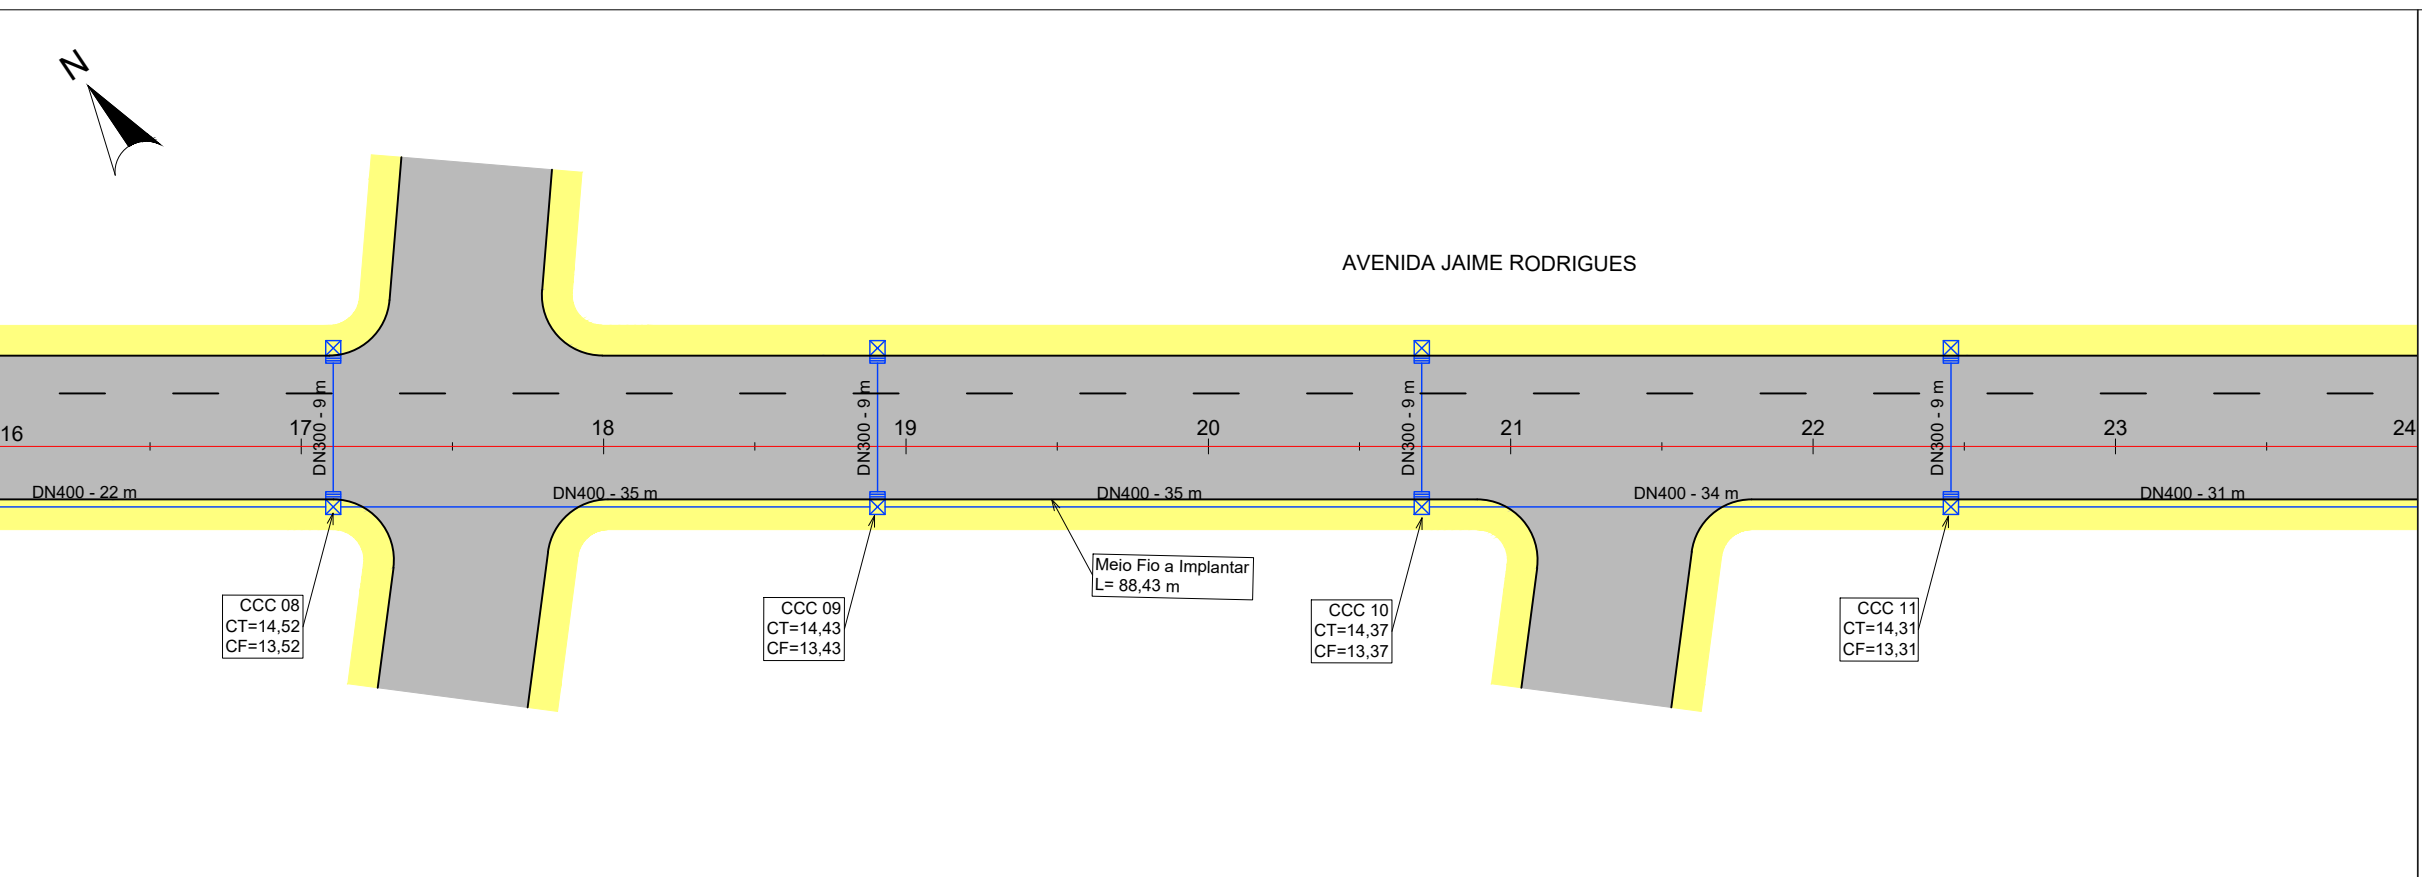 N
AVENIDA JAIME RODRIGUES
DN300 - 9 m
DN300 - 9 m
DN300 - 9 m
DN300 - 9 m
16
17
18
19
20
21
22
23
24
DN400 - 22 m
DN400 - 35 m
DN400 - 35 m
DN400 - 34 m
DN400 - 31 m
Meio Fio a Implantar
L= 88,43 m
CCC 08
CT=14,52
CF=13,52
CCC 09
CT=14,43
CF=13,43
CCC 10
CT=14,37
CF=13,37
CCC 11
CT=14,31
CF=13,31